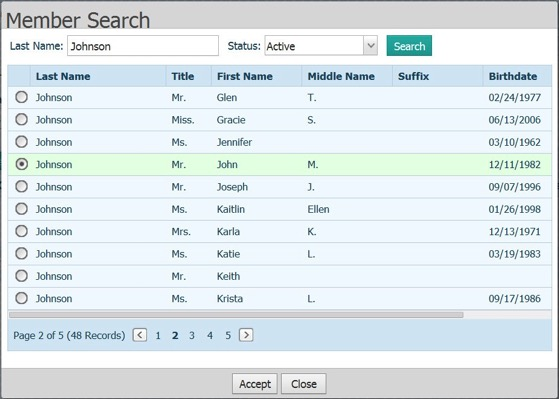 Member Search
Last Name: Johnson Status: Active Search
Last Name Title First Name Middle Name Suffix Birthdate
Johnson Mr. Glen T. 02/24/1977
Johnson Miss. Gracie S. 06/13/2006
Johnson Ms. Jennifer 03/10/1962
Johnson Mr. John M. 12/11/1982
Johnson Mr. Joseph J. 09/07/1996
Johnson Ms. Kaitlin Ellen 01/26/1998
Johnson Mrs. Karla K. 12/13/1971
Johnson Ms. Katie L. 03/19/1983
Johnson Mr. Keith
Johnson Ms. Krista L. 09/17/1986
Page 2 of 5 (48 Records) < 1 2 3 4 5 >
Accept Close